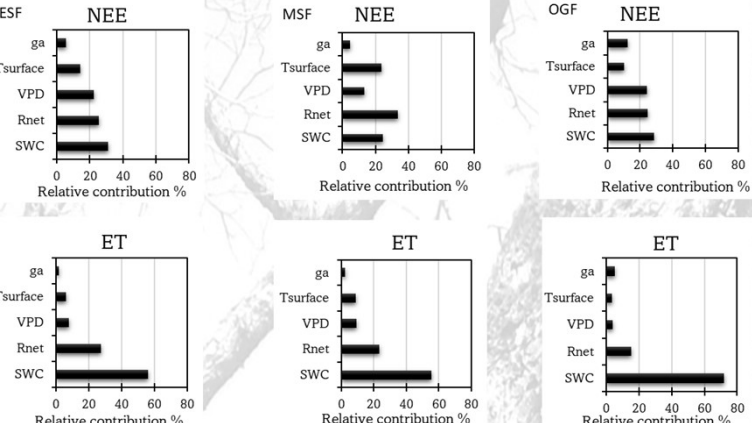 ESF NEE
ga
Tsurface
VPD
Rnet
SWC
0 20 40 60 80
Relative contribution %
MSF NEE
ga
Tsurface
VPD
Rnet
SWC
0 20 40 60 80
Relative contribution %
OGF NEE
ga
Tsurface
VPD
Rnet
SWC
0 20 40 60 80
Relative contribution %
ET
ga
Tsurface
VPD
Rnet
SWC
0 20 40 60 80
Relative contribution %
ET
ga
Tsurface
VPD
Rnet
SWC
0 20 40 60 80
Relative contribution %
ET
ga
Tsurface
VPD
Rnet
SWC
0 20 40 60 80
Relative contribution %